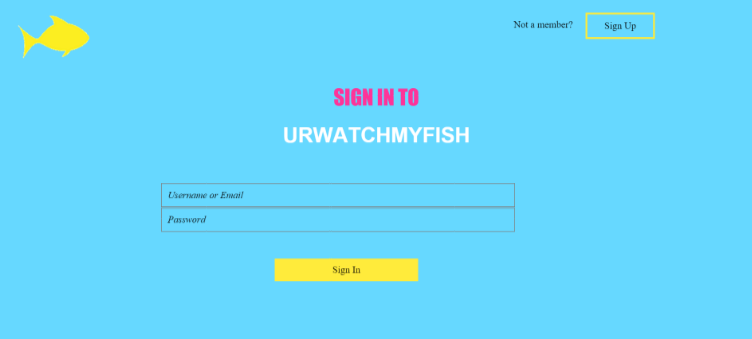 Not a member? Sign Up
SIGN IN TO
URWATCHMYFISH
Username or Email
Password
Sign In